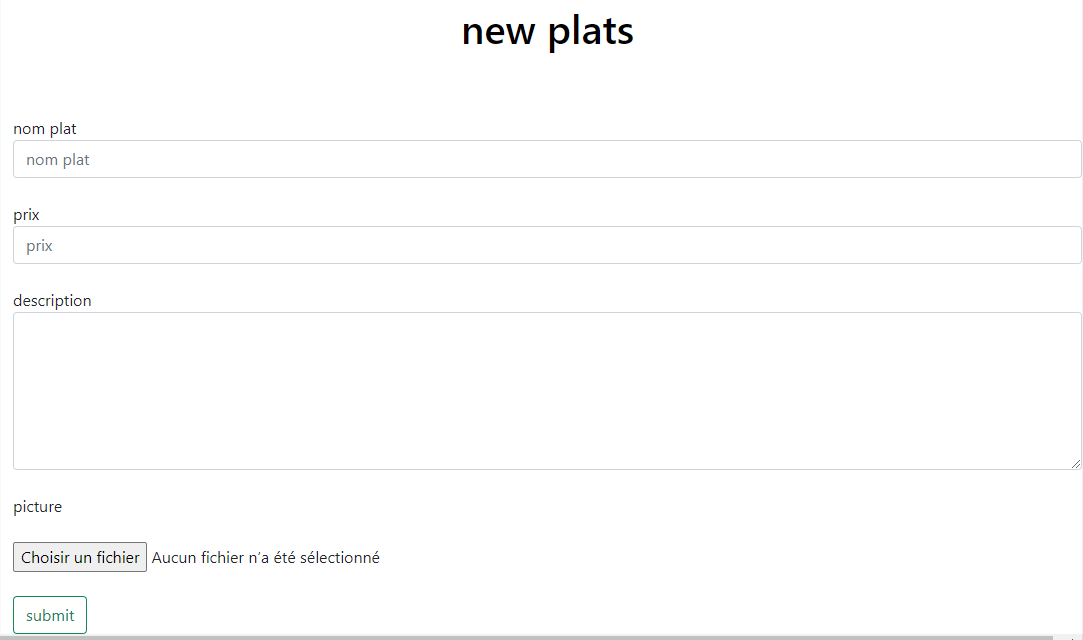 new plats
nom plat
nom plat
prix
prix
description
picture
Choisir un fichier Aucun fichier n'a été sélectionné
submit